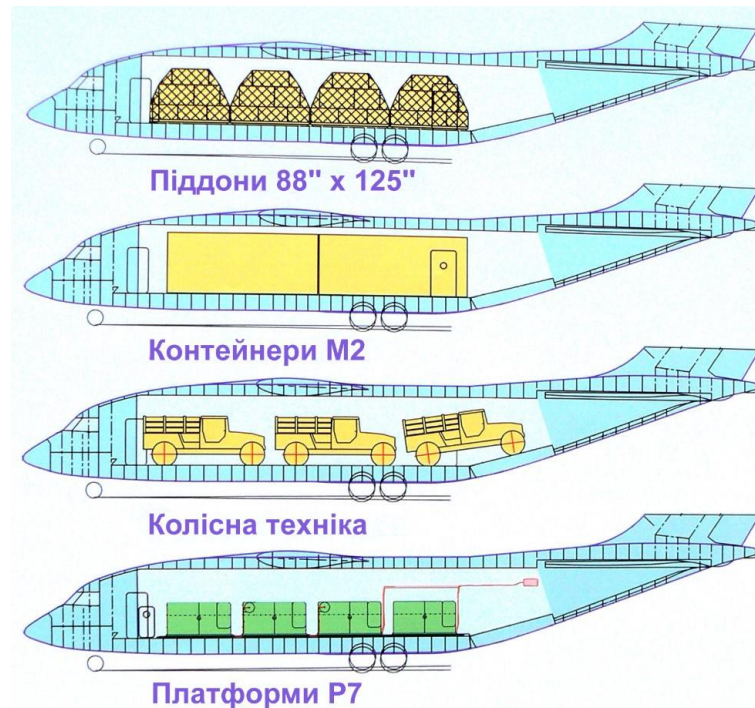 Піддони 88" x 125"
Контейнери М2
Колісна техніка
Платформи Р7